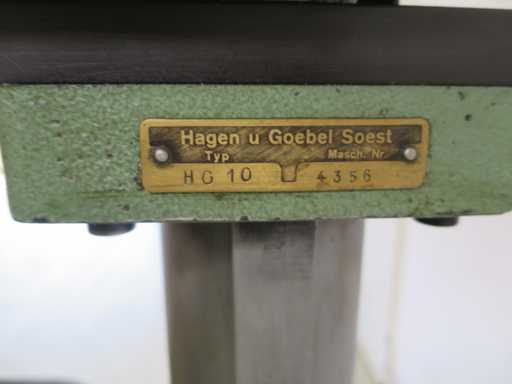 Hagen u Goebel Soest
Typ Masch. Nr
HG 10 4356